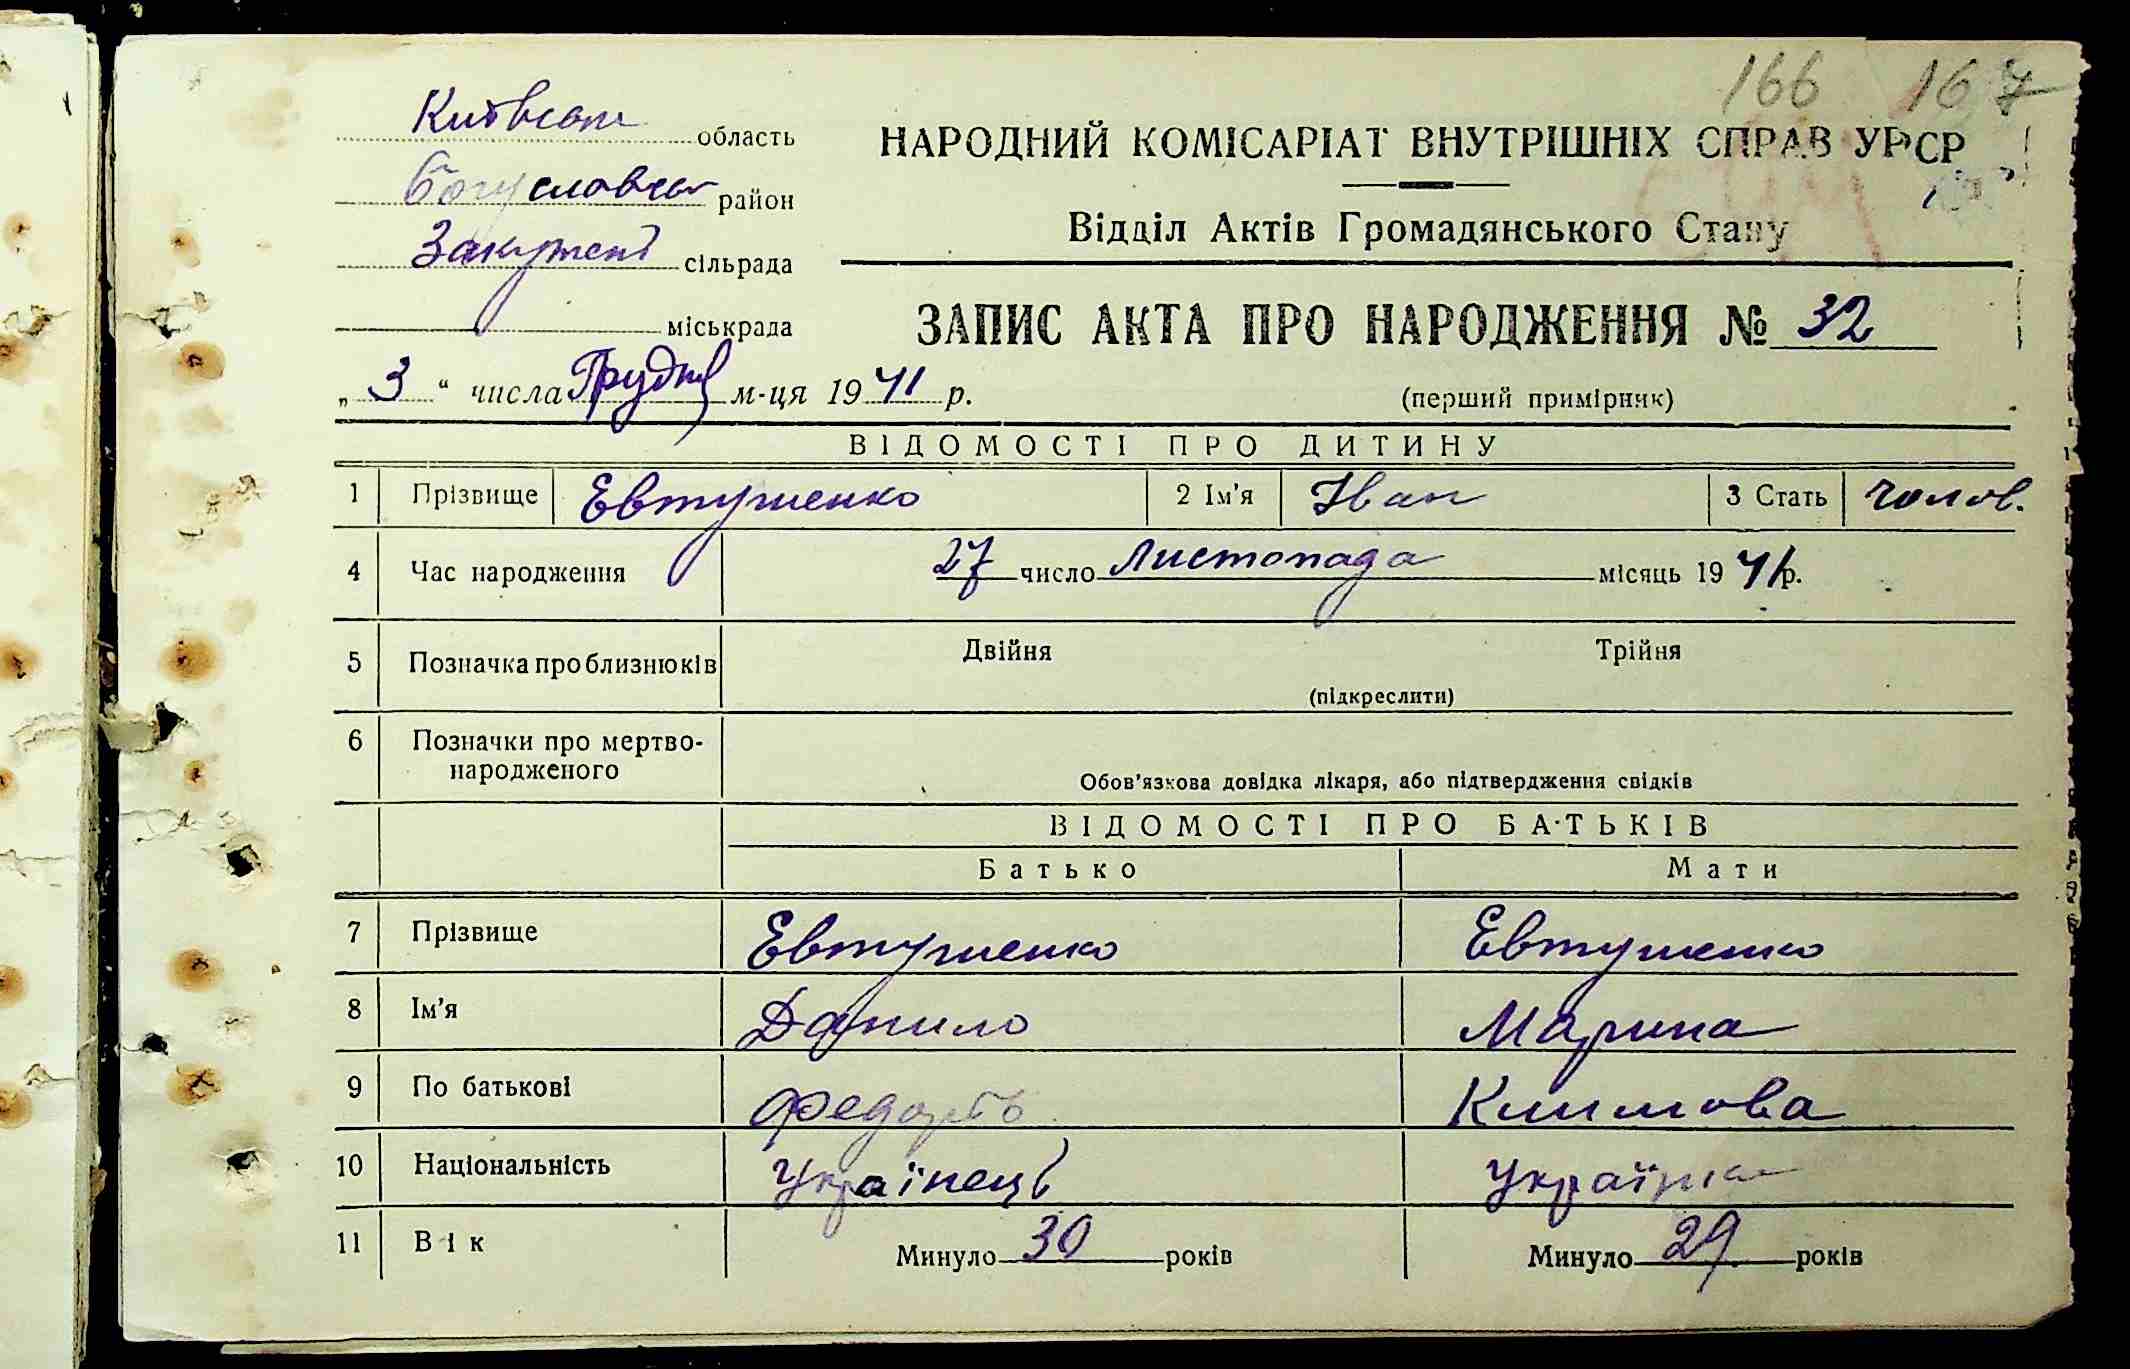 166 167
Київська область
Богуславськ район
сільрада
міськрада
„3“ числа Грудня м-ця 1941 р.
НАРОДНИЙ КОМІСАРІАТ ВНУТРІШНІХ СПРАВ УРСР
Відділ Актів Громадянського Стану
ЗАПИС АКТА ПРО НАРОДЖЕННЯ № 32
(перший примірник)
ВІДОМОСТІ ПРО ДИТИНУ
1 Прізвище Евтушенко 2 Ім'я Іван 3 Стать чолов.
4 Час народження 27 число Листопада місяць 1941 р.
5 Позначка про близнюків Двійня Трійня
(підкреслити)
6 Позначки про мертво-
народженого
Обов'язкова довідка лікаря, або підтвердження свідків
ВІДОМОСТІ ПРО БАТЬКІВ
Батько Мати
7 Прізвище Евтушенко Евтушенко
8 Ім'я Данило Марина
9 По батькові Климова
10 Національність Українець Українка
11 Вік Минуло 30 років Минуло 29 років